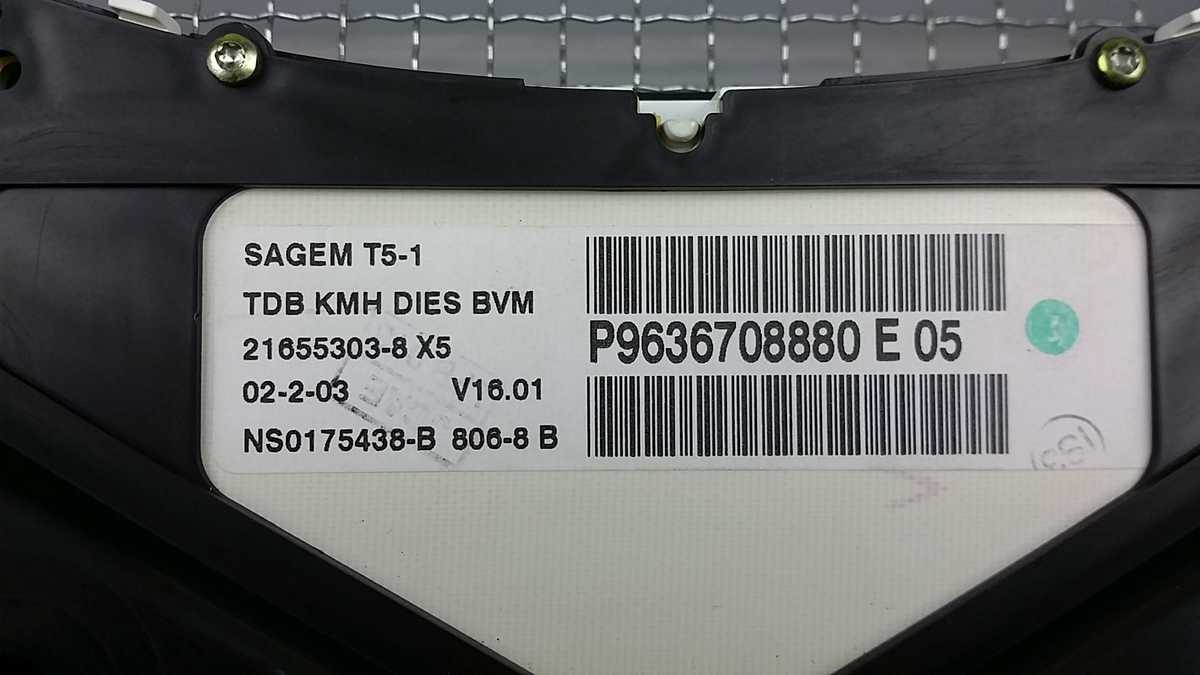 SAGEM T5-1
TDB KMH DIES BVM
21655303-8 X5
02-2-03 V16.01
NS0175438-B 806-8 B
P9636708880 E 05